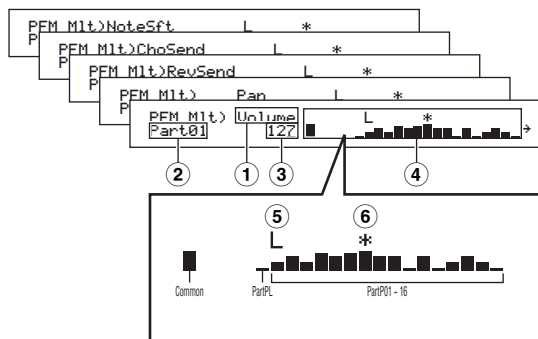 PFM Mlt)NoteSft L *
P
PFM Mlt)ChoSend L *
P
PFM Mlt)RevSend L *
P
PFM Mlt) Pan L *
P
PFM Mlt) Volume L *
Part01 127
2 1 3 4
5 6
L *
Common PartPL PartP01 - 16